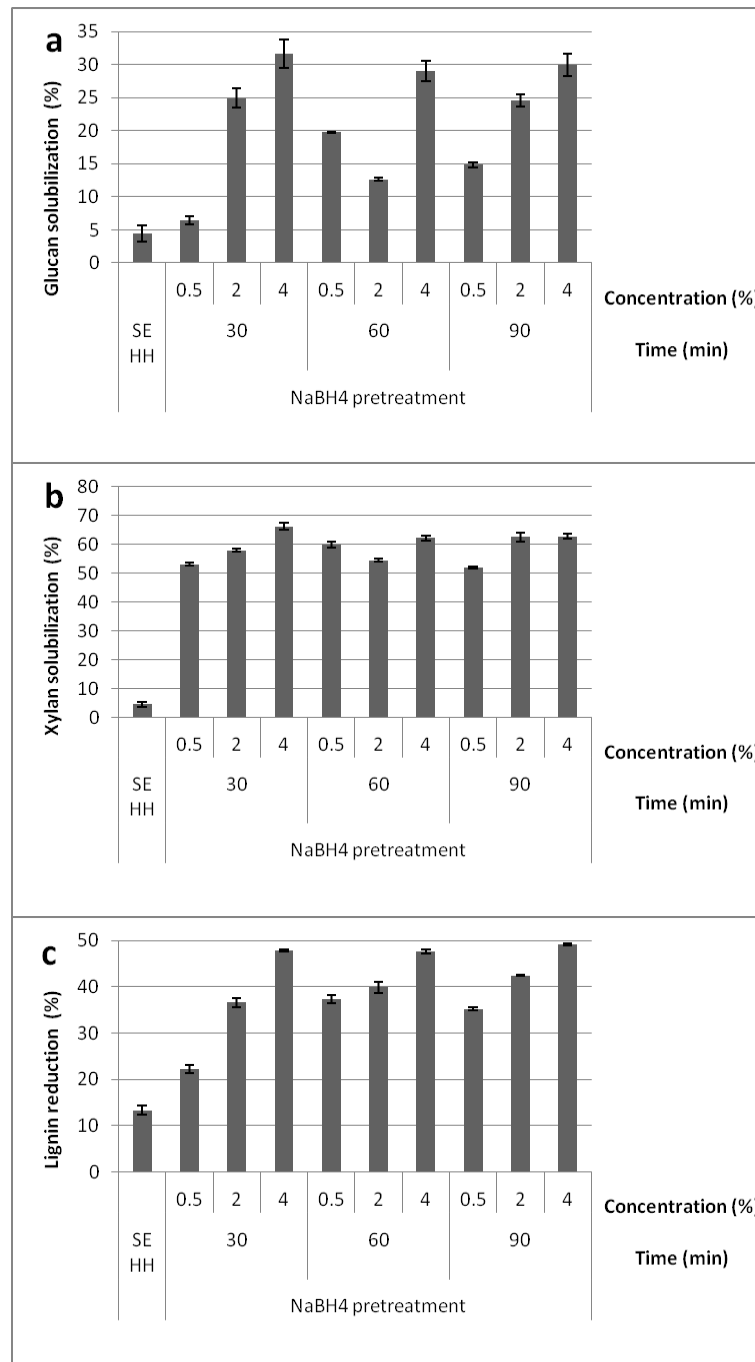 a
Glucan solubilization (%)
35
30
25
20
15
10
5
0
0.5 2 4 0.5 2 4 0.5 2 4
Concentration (%)
SE HH
30 60 90
Time (min)
NaBH4 pretreatment
b
Xylan solubilization (%)
80
70
60
50
40
30
20
10
0
0.5 2 4 0.5 2 4 0.5 2 4
Concentration (%)
SE HH
30 60 90
Time (min)
NaBH4 pretreatment
c
Lignin reduction (%)
50
40
30
20
10
0
0.5 2 4 0.5 2 4 0.5 2 4
Concentration (%)
SE HH
30 60 90
Time (min)
NaBH4 pretreatment